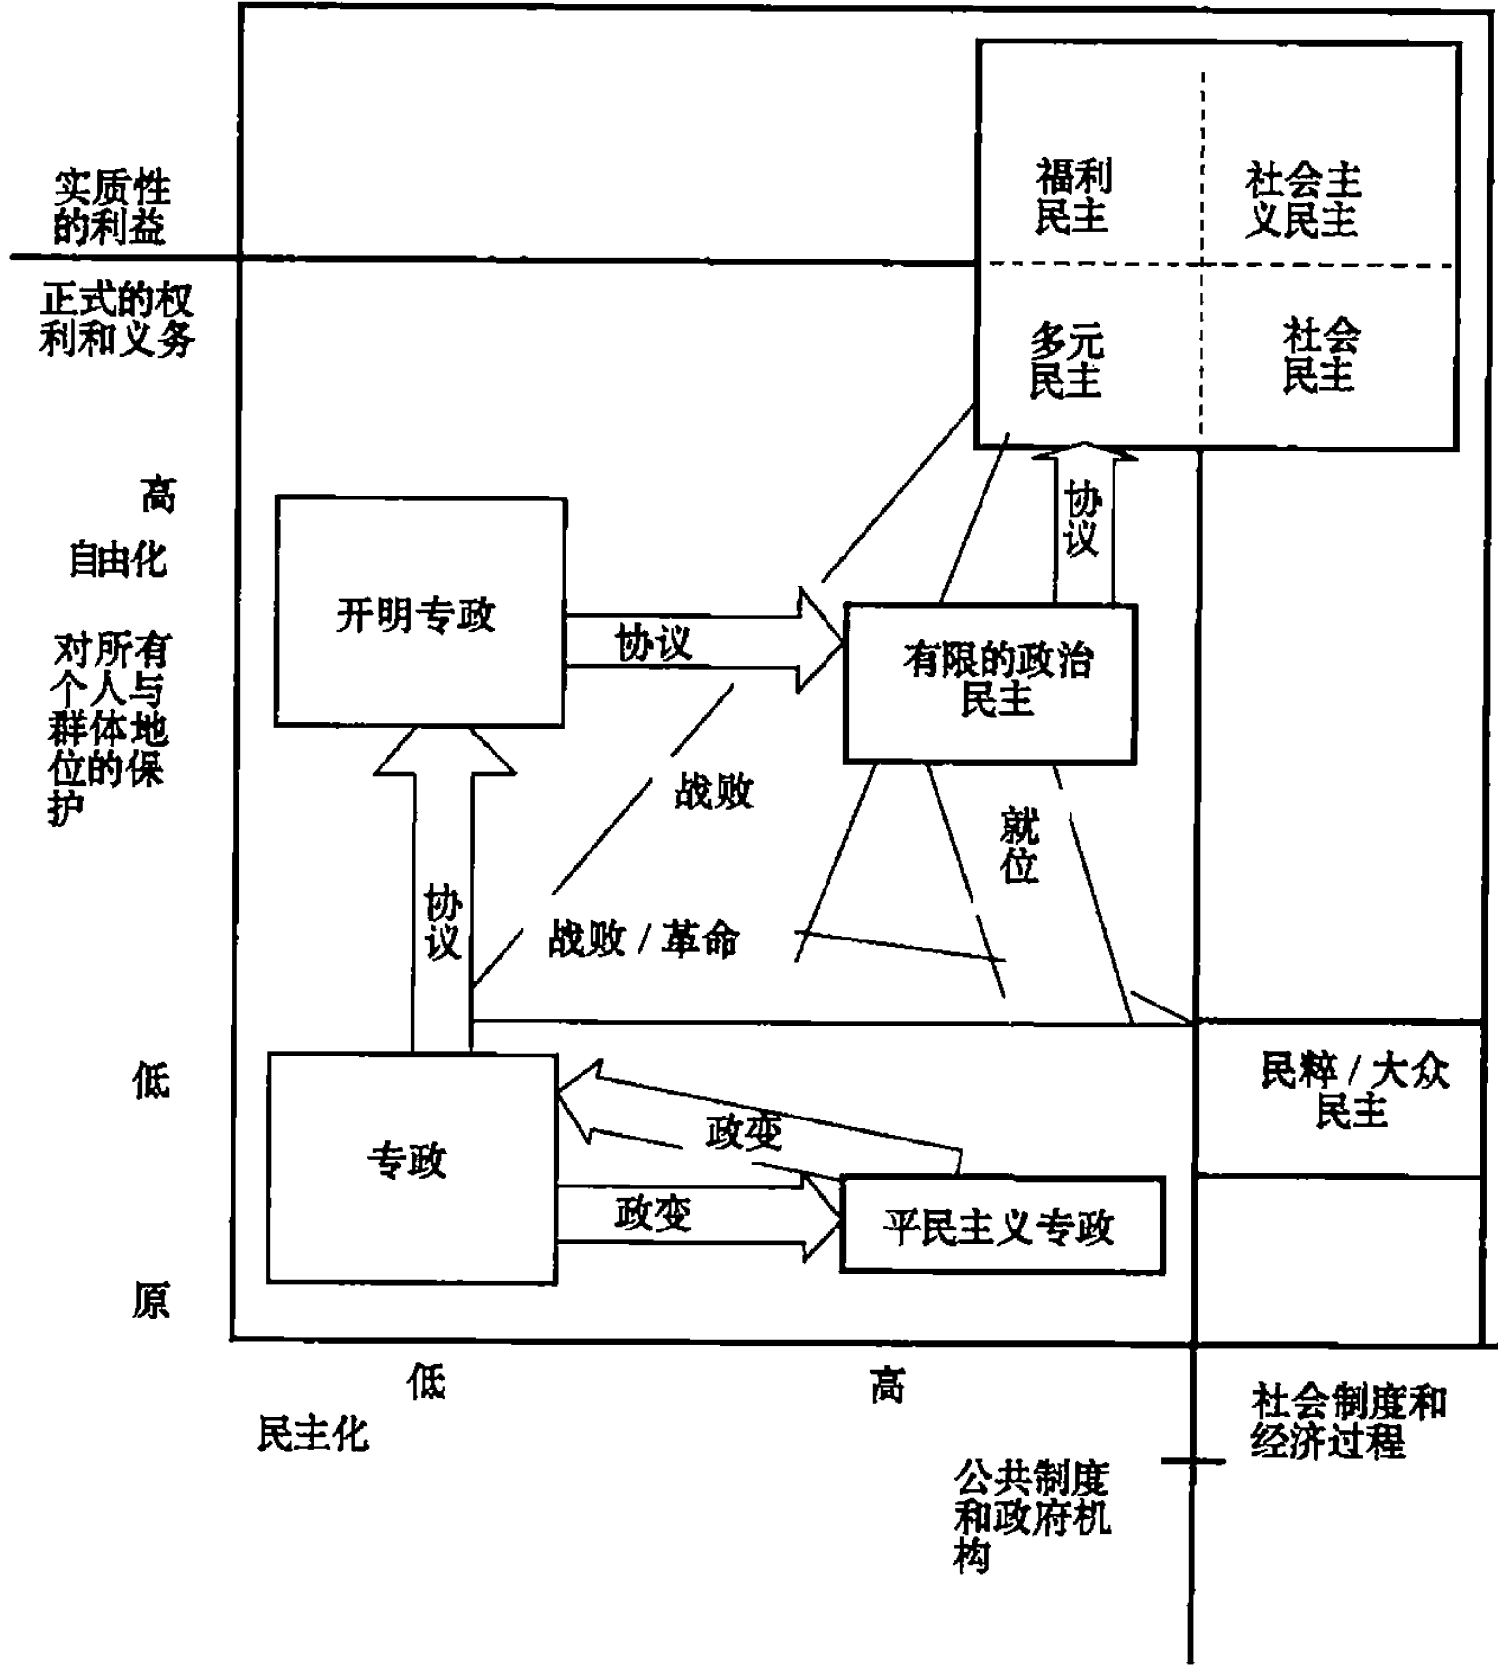 福利
民主
社会主
义民主
实质性
的利益
正式的权
利和义务
多元
民主
社会
民主
高
自由化
对所有
个人与
群体地
位的保
护
协
议
开明专政
协议
有限的政治
民主
战败
就
位
协
议
战败/革命
低
民粹/大众
民主
专政
政变
政变
平民主义专政
原
低
高
民主化
社会制度和
经济过程
公共制度
和政府机
构